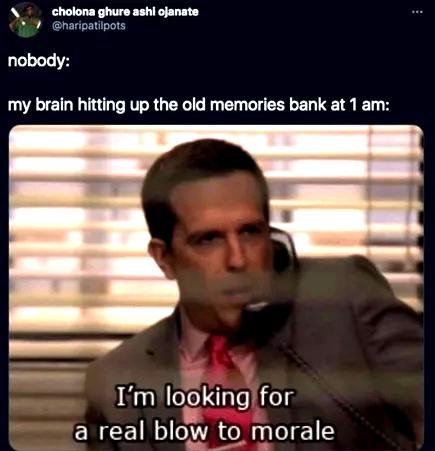 cholona ghure ashi ojanate
@haripatilpots
nobody:
my brain hitting up the old memories bank at 1 am:
I'm looking for
a real blow to morale